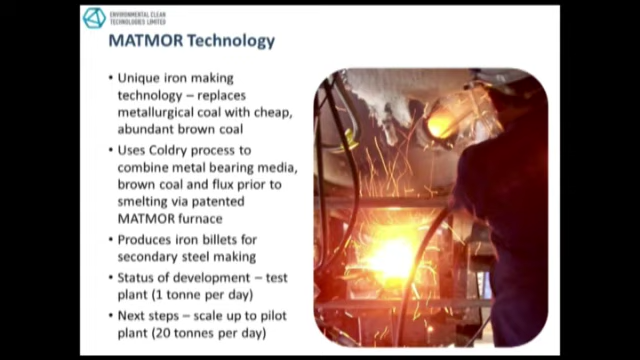 ENVIRONMENTAL CLEAN
TECHNOLOGIES LIMITED
MATMOR Technology
• Unique iron making
technology – replaces
metallurgical coal with cheap,
abundant brown coal
• Uses Coldry process to
combine metal bearing media,
brown coal and flux prior to
smelting via patented
MATMOR furnace
• Produces iron billets for
secondary steel making
• Status of development – test
plant (1 tonne per day)
• Next steps – scale up to pilot
plant (20 tonnes per day)